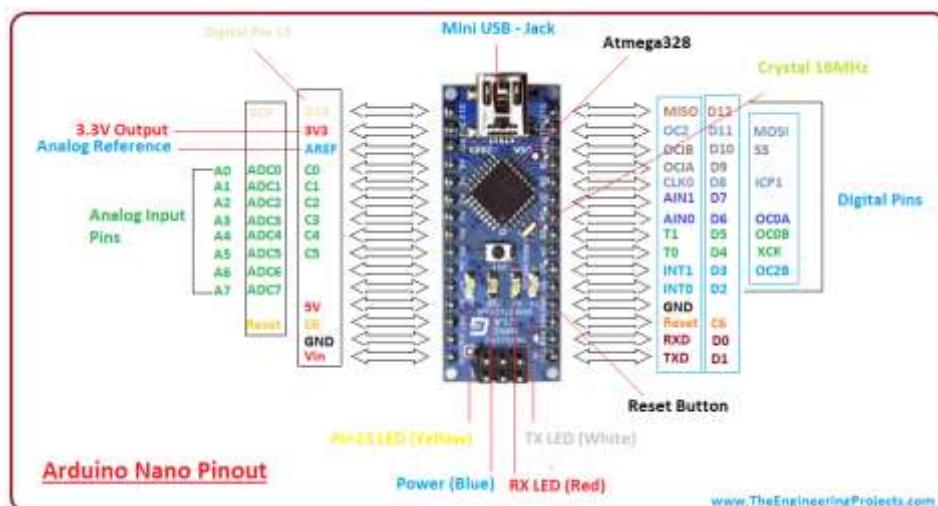 Mini USB - Jack
Digital Pin 13
Atmega328
Crystal 16MHz
3.3V Output
Analog Reference
Analog Input
Pins
Digital Pins
D13 MISO D12
3V3 OC2 D11 MOSI
AREF OCIB D10 SS
A0 ADC0 C0 OCIA D9
A1 ADC1 C1 CLK0 D8 ICP1
A2 ADC2 C2 AIN1 D7
A3 ADC3 C3 AIN0 D6 OC0A
A4 ADC4 C4 T1 D5 OC0B
A5 ADC5 C5 T0 D4 XCK
A6 ADC6 INT1 D3 OC2B
A7 ADC7 INT0 D2
5V GND
Reset C6 Reset C6
GND RXD D0
Vin TXD D1
Reset Button
Pin13 LED (Yellow)
TX LED (White)
Power (Blue)
RX LED (Red)
Arduino Nano Pinout
www.TheEngineeringProjects.com